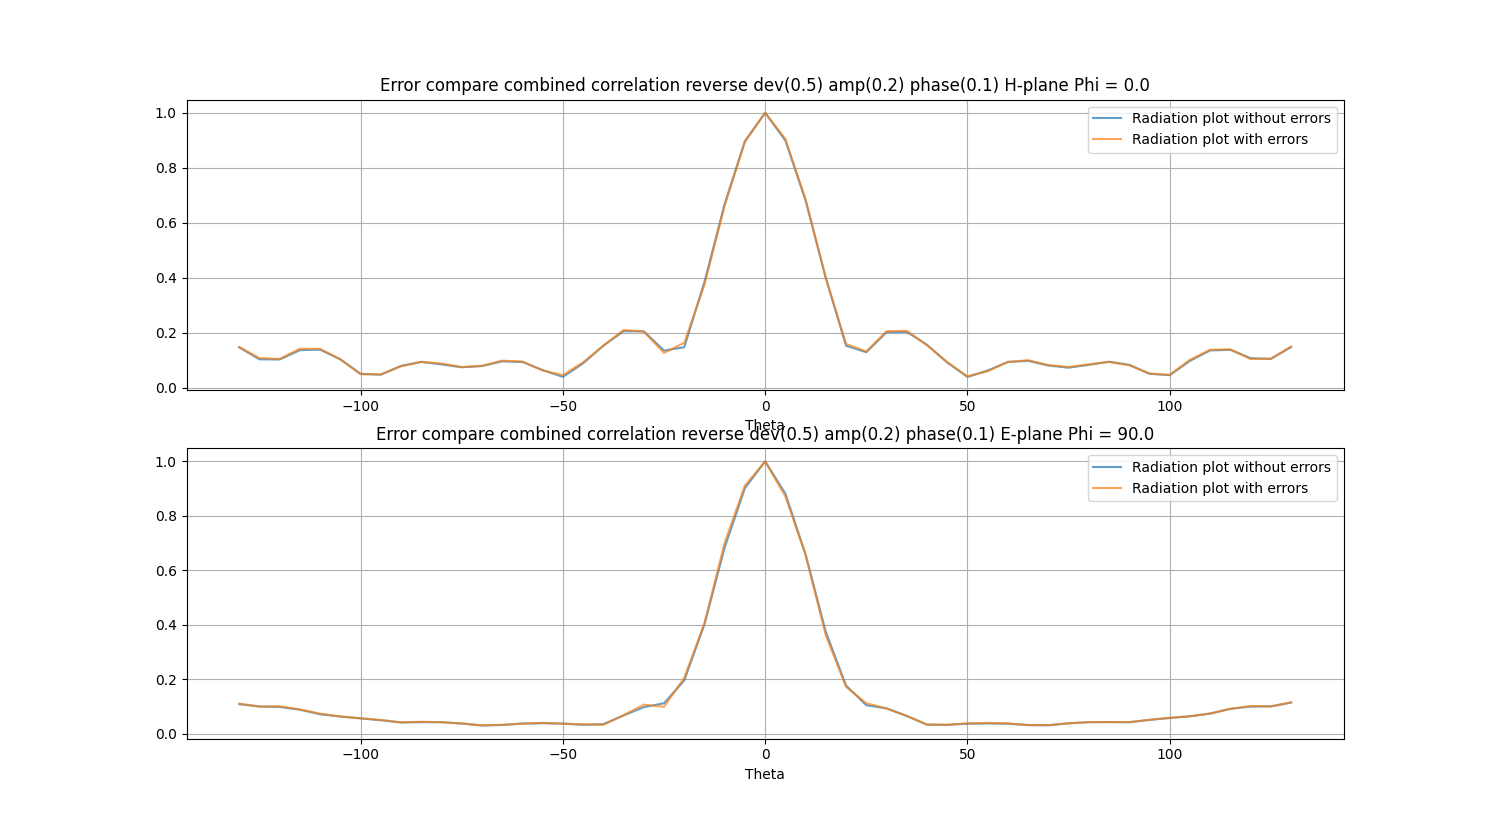 Error compare combined correlation reverse dev(0.5) amp(0.2) phase(0.1) H-plane Phi = 0.0
Radiation plot without errors
Radiation plot with errors
1.0
0.8
0.6
0.4
0.2
0.0
−100 −50 0 50 100
Theta
Error compare combined correlation reverse dev(0.5) amp(0.2) phase(0.1) E-plane Phi = 90.0
Radiation plot without errors
Radiation plot with errors
1.0
0.8
0.6
0.4
0.2
0.0
−100 −50 0 50 100
Theta